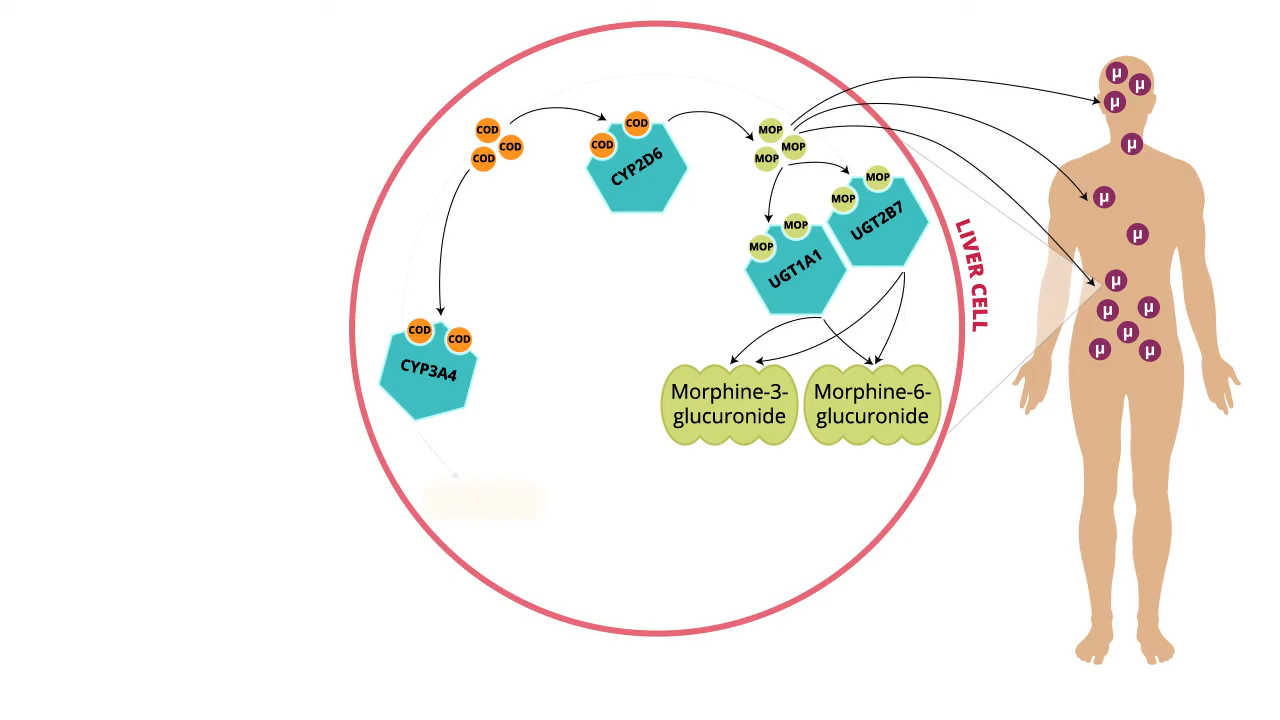 COD
COD
COD
COD
COD
CYP2D6
MOP
MOP
MOP
MOP
MOP
UGT2B7
MOP
MOP
UGT1A1
COD
COD
CYP3A4
Morphine-3-
glucuronide
Morphine-6-
glucuronide
LIVER CELL
µ
µ
µ
µ
µ
µ
µ
µ
µ
µ
µ
µ